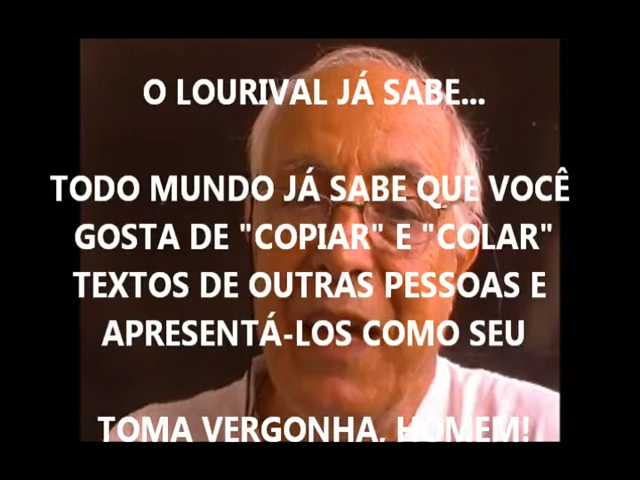 O LOURIVAL JÁ SABE...
TODO MUNDO JÁ SABE QUE VOCÊ
GOSTA DE "COPIAR" E "COLAR"
TEXTOS DE OUTRAS PESSOAS E
APRESENTÁ-LOS COMO SEU
TOMA VERGONHA, HOMEM!